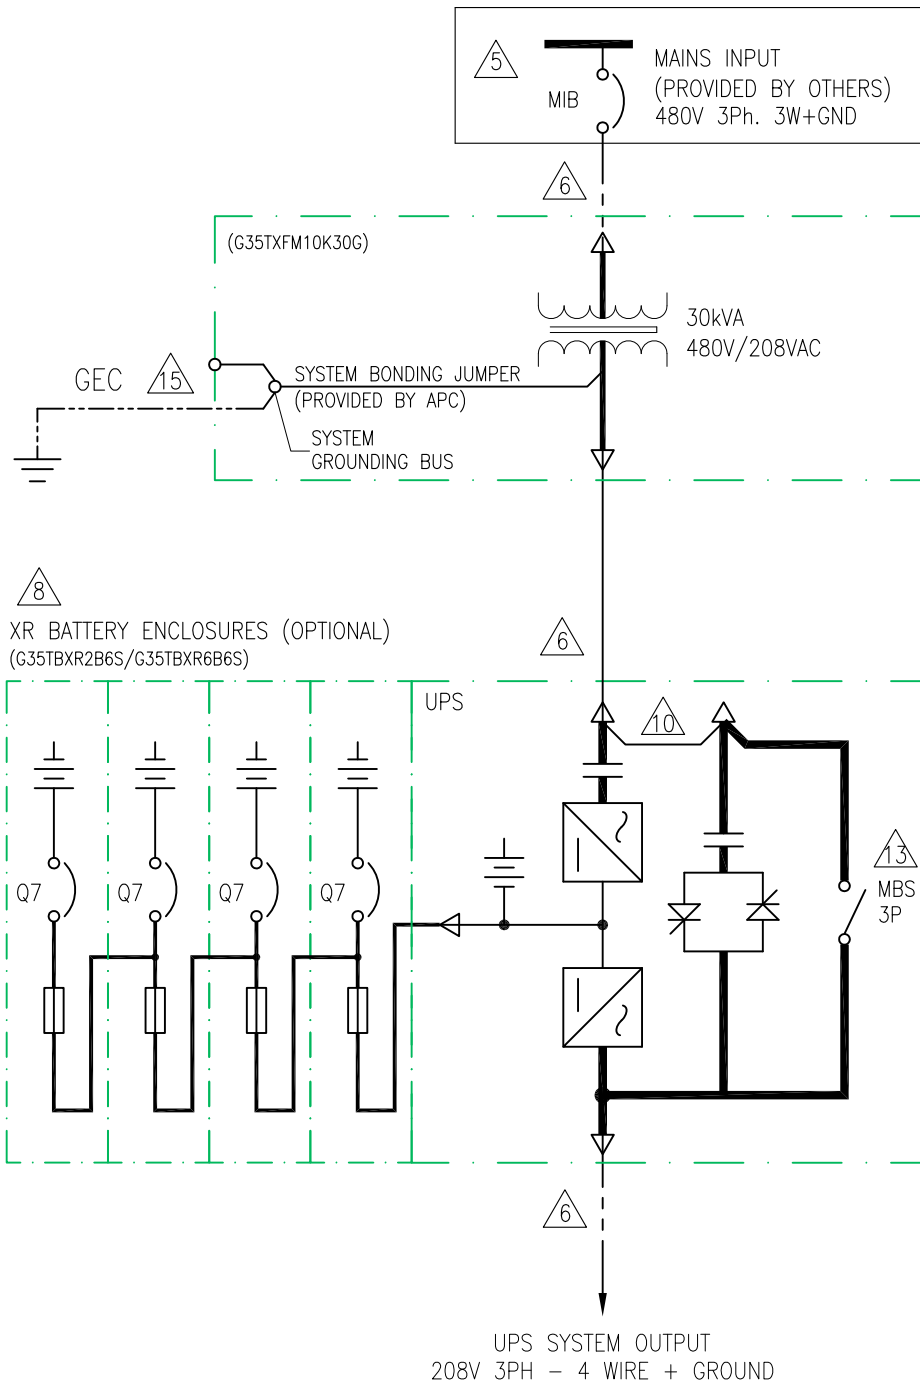 5
MIB
MAINS INPUT
(PROVIDED BY OTHERS)
480V 3Ph. 3W+GND
6
(G35TXFM10K30G)
30kVA
480V/208VAC
GEC
15
SYSTEM BONDING JUMPER
(PROVIDED BY APC)
SYSTEM
GROUNDING BUS
8
XR BATTERY ENCLOSURES (OPTIONAL)
(G35TBXR2B6S/G35TBXR6B6S)
6
UPS
10
Q7
Q7
Q7
Q7
13
MBS
3P
6
UPS SYSTEM OUTPUT
208V 3PH – 4 WIRE + GROUND